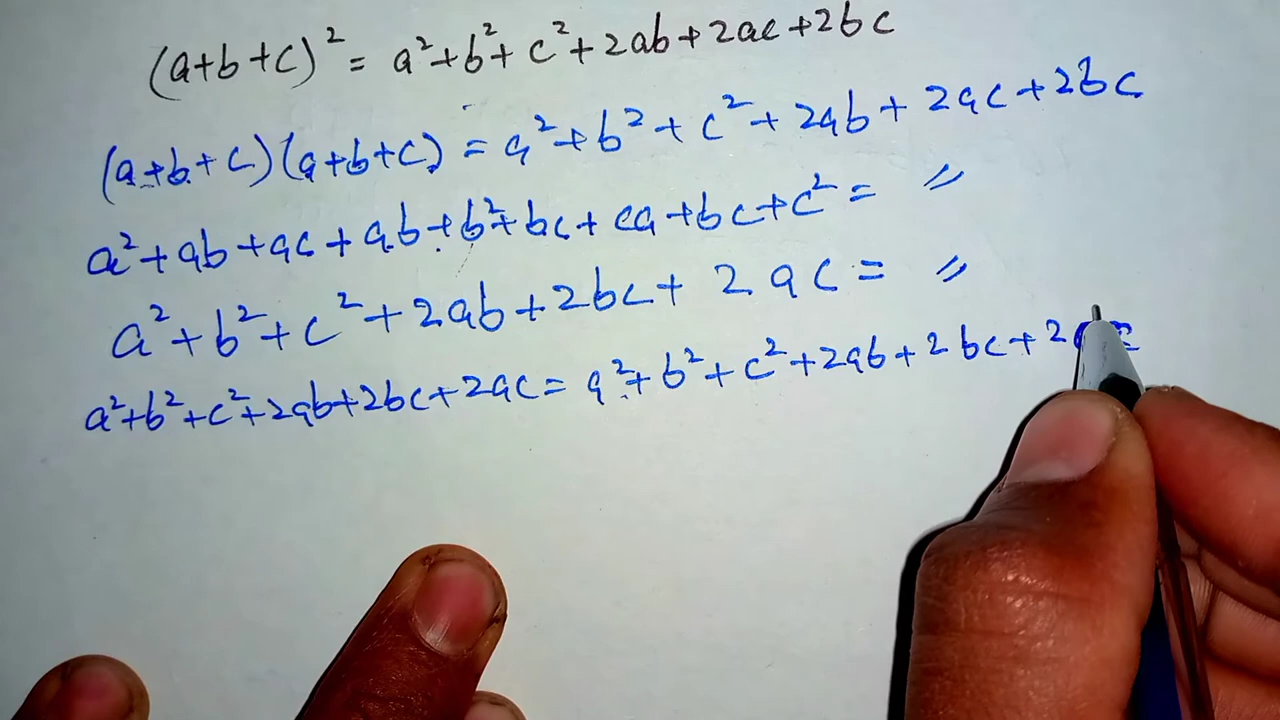 (a+b+c)² = a²+b²+c²+2ab+2ac+2bc
(a+b+c)(a+b+c) = a²+b²+c²+2ab+2ac+2bc
a²+ab+ac+ab+b²+bc+ca+bc+c² = 〃
a²+b²+c²+2ab+2bc+2ac = 〃
a²+b²+c²+2ab+2bc+2ac = a²+b²+c²+2ab+2bc+2